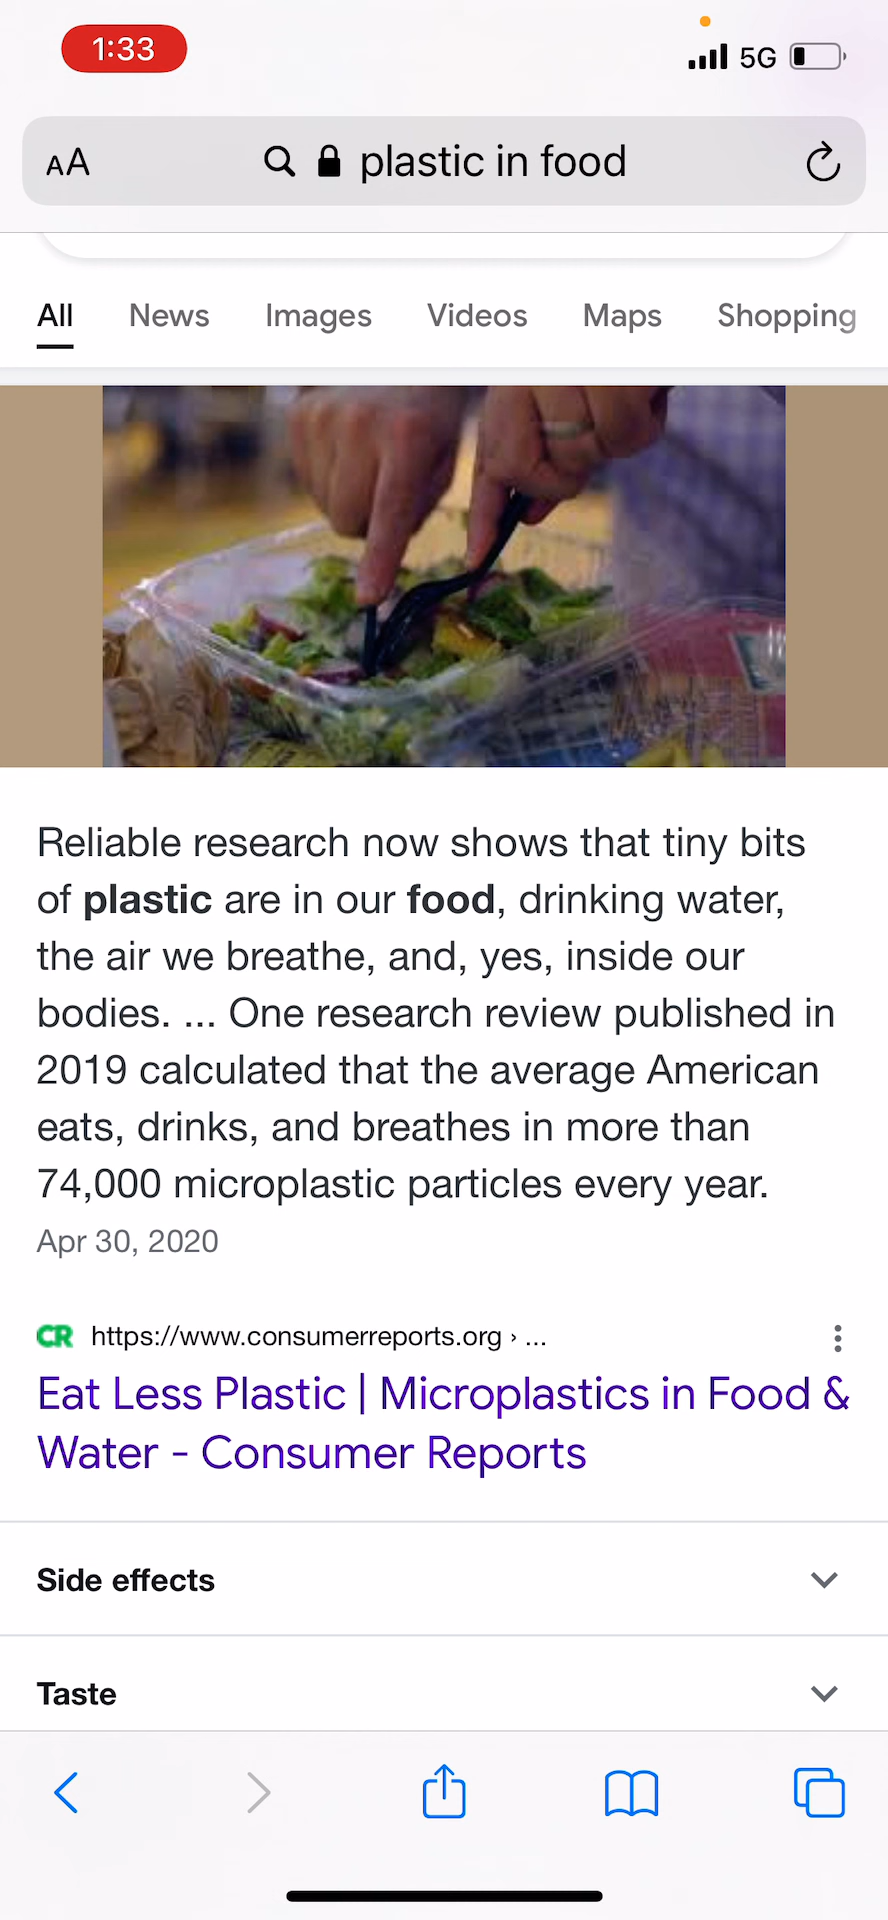 1:33
5G
AA plastic in food
All News Images Videos Maps Shopping
Reliable research now shows that tiny bits
of plastic are in our food, drinking water,
the air we breathe, and, yes, inside our
bodies. ... One research review published in
2019 calculated that the average American
eats, drinks, and breathes in more than
74,000 microplastic particles every year.
Apr 30, 2020
CR https://www.consumerreports.org › ...
Eat Less Plastic | Microplastics in Food &
Water - Consumer Reports
Side effects
Taste